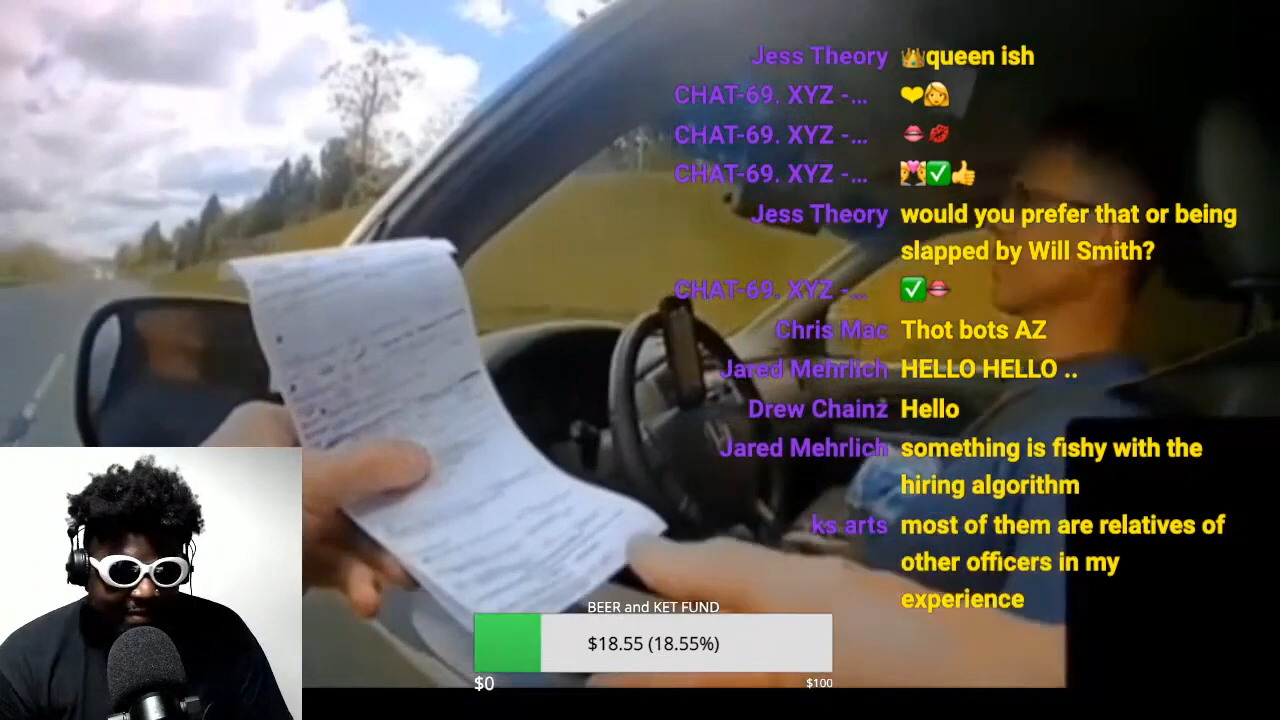 Jess Theory 👑queen ish
CHAT-69. XYZ -... ❤👩
CHAT-69. XYZ -... 👄💋
CHAT-69. XYZ -... 💏✅👍
Jess Theory would you prefer that or being
slapped by Will Smith?
CHAT-69. XYZ -... ✅👄
Chris Mac Thot bots AZ
Jared Mehrlich HELLO HELLO ..
Drew Chainz Hello
Jared Mehrlich something is fishy with the
hiring algorithm
ks arts most of them are relatives of
other officers in my
experience
BEER and KET FUND
$18.55 (18.55%)
$0 $100